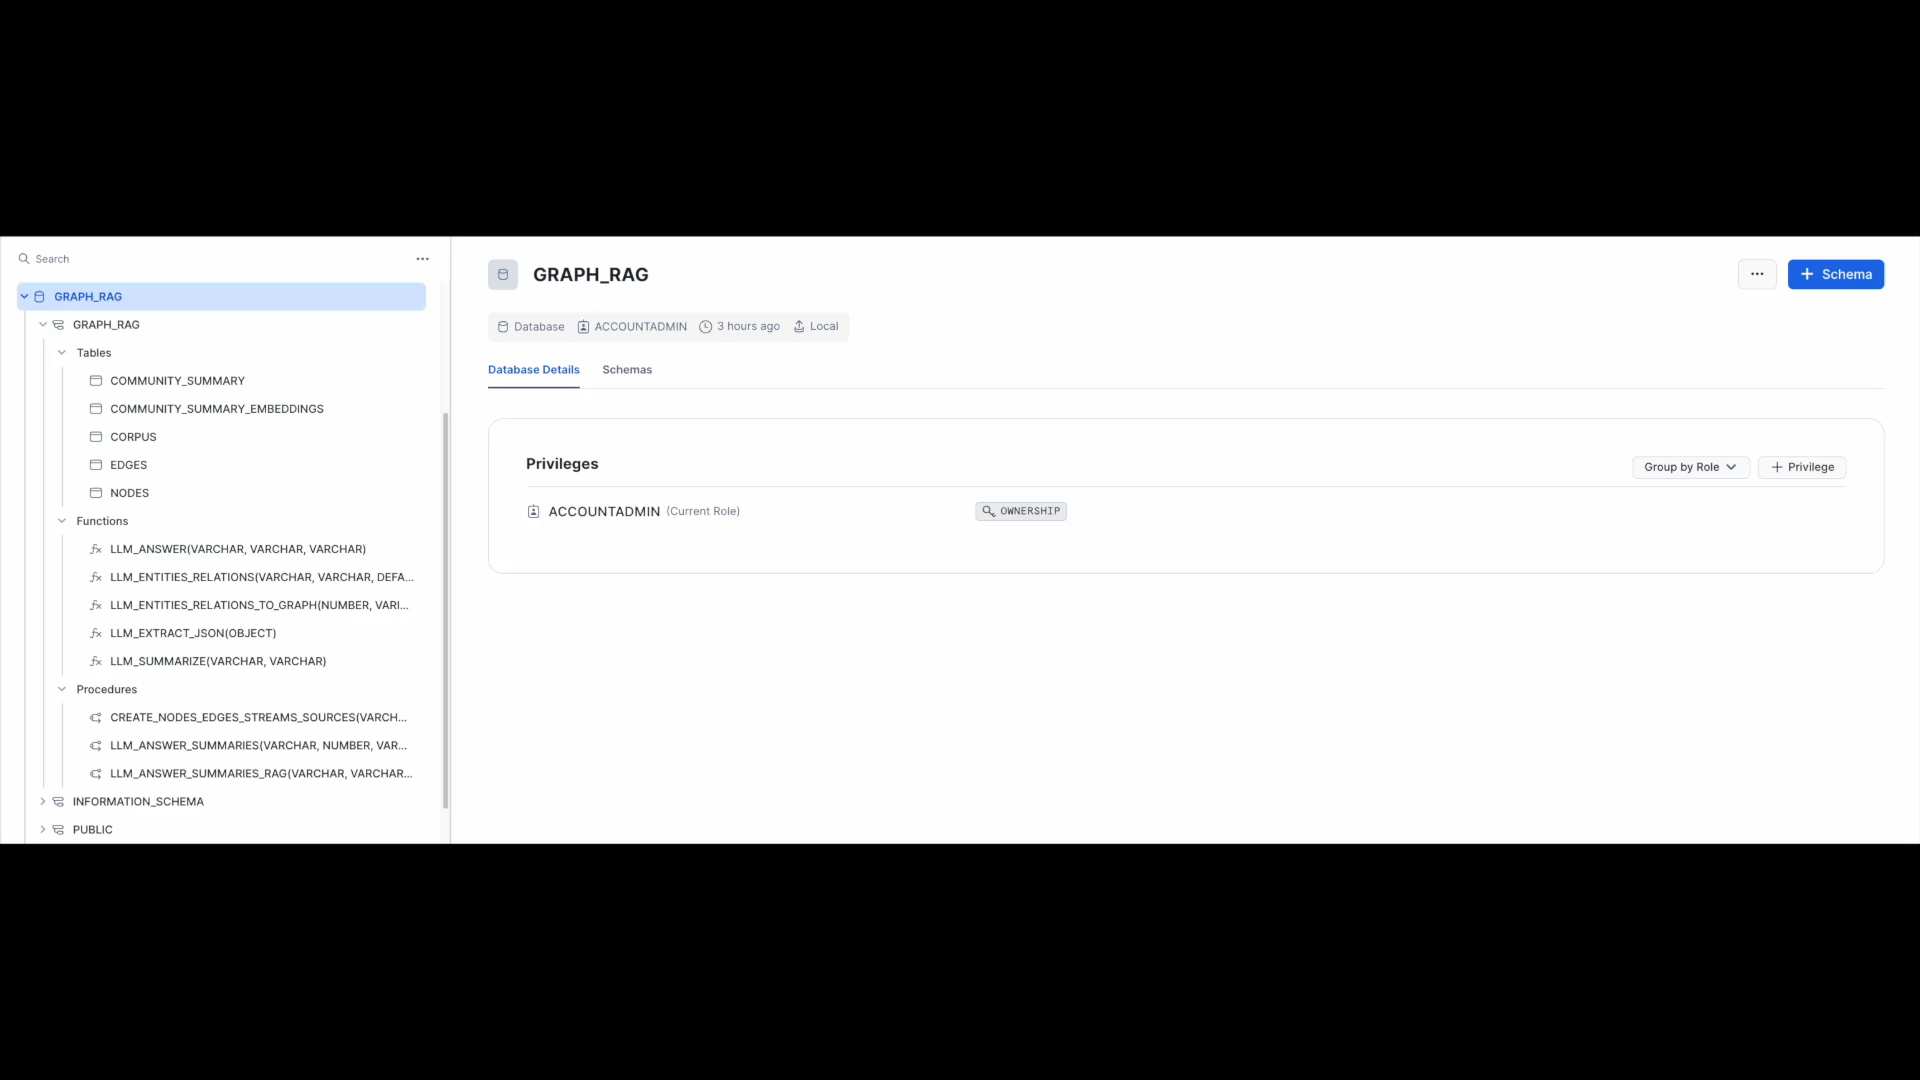 Search
GRAPH_RAG
GRAPH_RAG
Tables
COMMUNITY_SUMMARY
COMMUNITY_SUMMARY_EMBEDDINGS
CORPUS
EDGES
NODES
Functions
LLM_ANSWER(VARCHAR, VARCHAR, VARCHAR)
LLM_ENTITIES_RELATIONS(VARCHAR, VARCHAR, DEFA...
LLM_ENTITIES_RELATIONS_TO_GRAPH(NUMBER, VARI...
LLM_EXTRACT_JSON(OBJECT)
LLM_SUMMARIZE(VARCHAR, VARCHAR)
Procedures
CREATE_NODES_EDGES_STREAMS_SOURCES(VARCH...
LLM_ANSWER_SUMMARIES(VARCHAR, NUMBER, VAR...
LLM_ANSWER_SUMMARIES_RAG(VARCHAR, VARCHAR...
INFORMATION_SCHEMA
PUBLIC
GRAPH_RAG
+ Schema
Database ACCOUNTADMIN 3 hours ago Local
Database Details Schemas
Privileges
Group by Role + Privilege
ACCOUNTADMIN (Current Role) OWNERSHIP